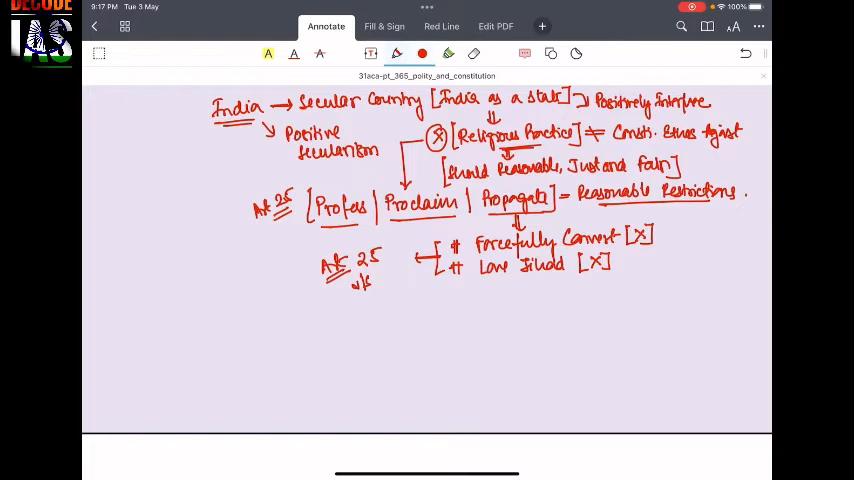 DECODE
IAS
9:17 PM Tue 3 May
100%
Annotate Fill & Sign Red Line Edit PDF
31aca-pt_365_polity_and_constitution
India → Secular Country [India as a state] Positively Interfere
Positive Secularism
[Religious Practice] ≠ Consti. Ethos Against
[Should Reasonable, Just and Fair]
Art 25 [Profess | Proclaim | Propagate] = Reasonable Restrictions.
# Forcefully Convert [X]
Art 25 # Love Jihad [X]